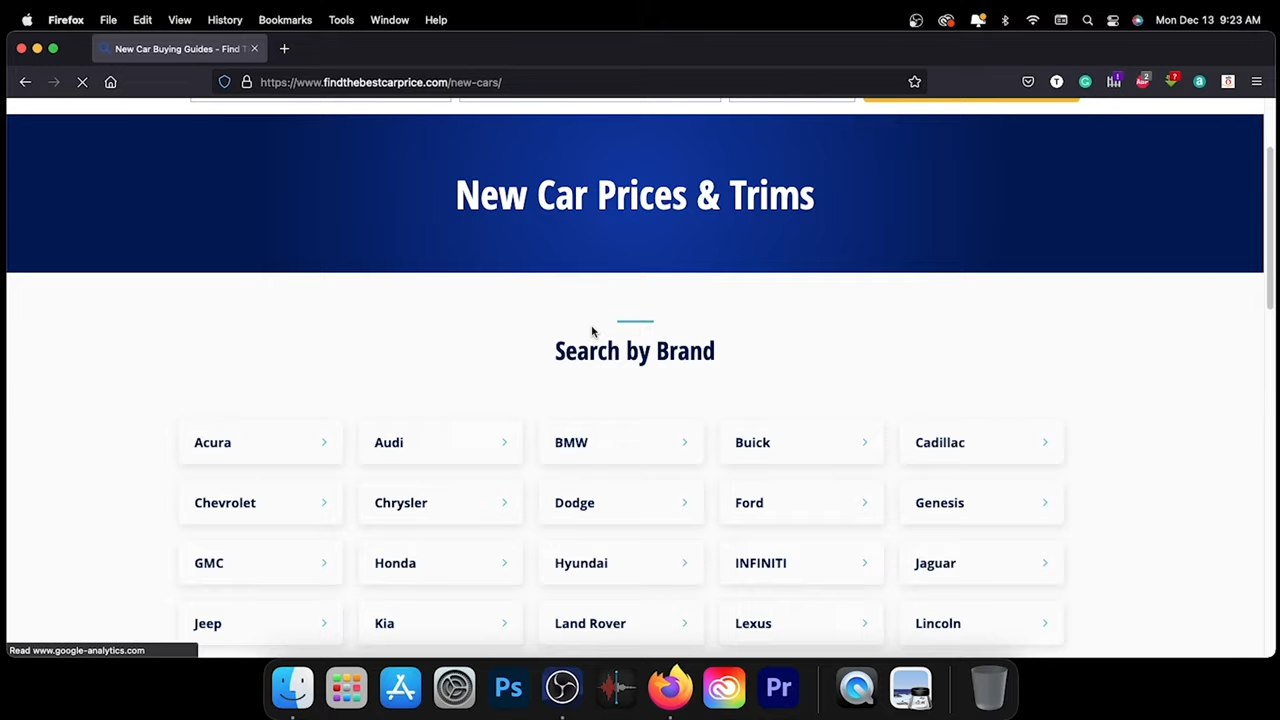 Firefox File Edit View History Bookmarks Tools Window Help Mon Dec 13 9:23 AM
New Car Buying Guides - Find T
https://www.findthebestcarprice.com/new-cars/
New Car Prices & Trims
Search by Brand
Acura Audi BMW Buick Cadillac
Chevrolet Chrysler Dodge Ford Genesis
GMC Honda Hyundai INFINITI Jaguar
Jeep Kia Land Rover Lexus Lincoln
Read www.google-analytics.com
Ps Pr